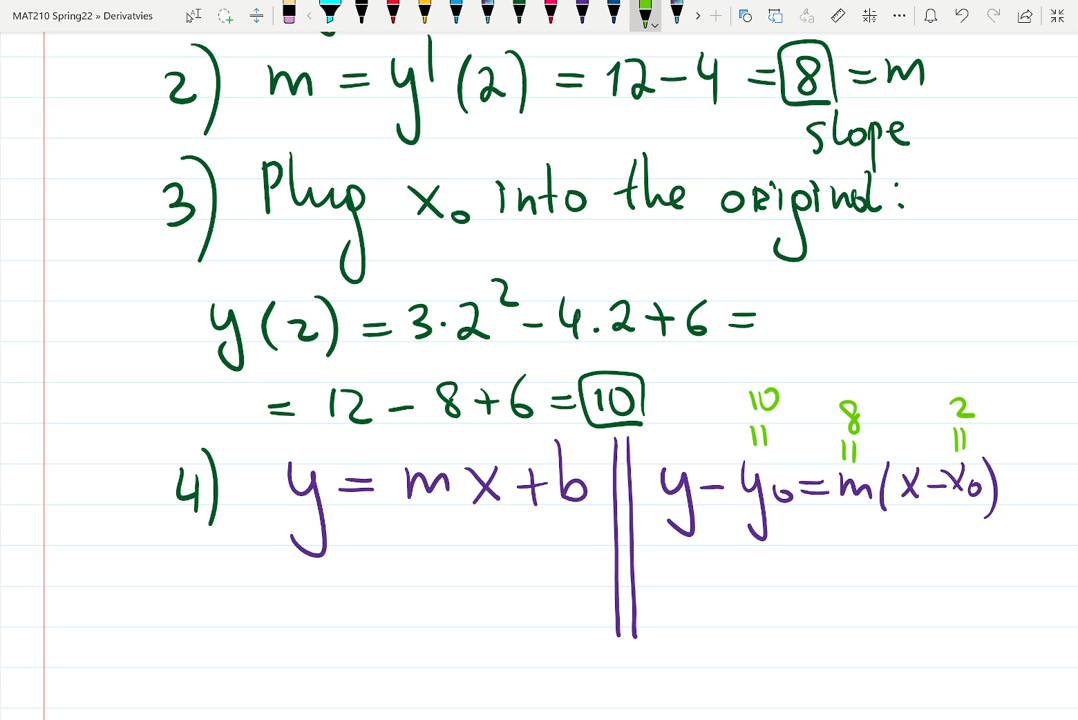 MAT210 Spring22 » Derivatvies
2) m = y'(2) = 12 - 4 = 8 = m
slope
3) Plug x₀ into the original:
y(2) = 3·2² - 4·2 + 6 =
= 12 - 8 + 6 = 10
10 8 2
|| || ||
4) y = mx + b || y - y₀ = m(x - x₀)